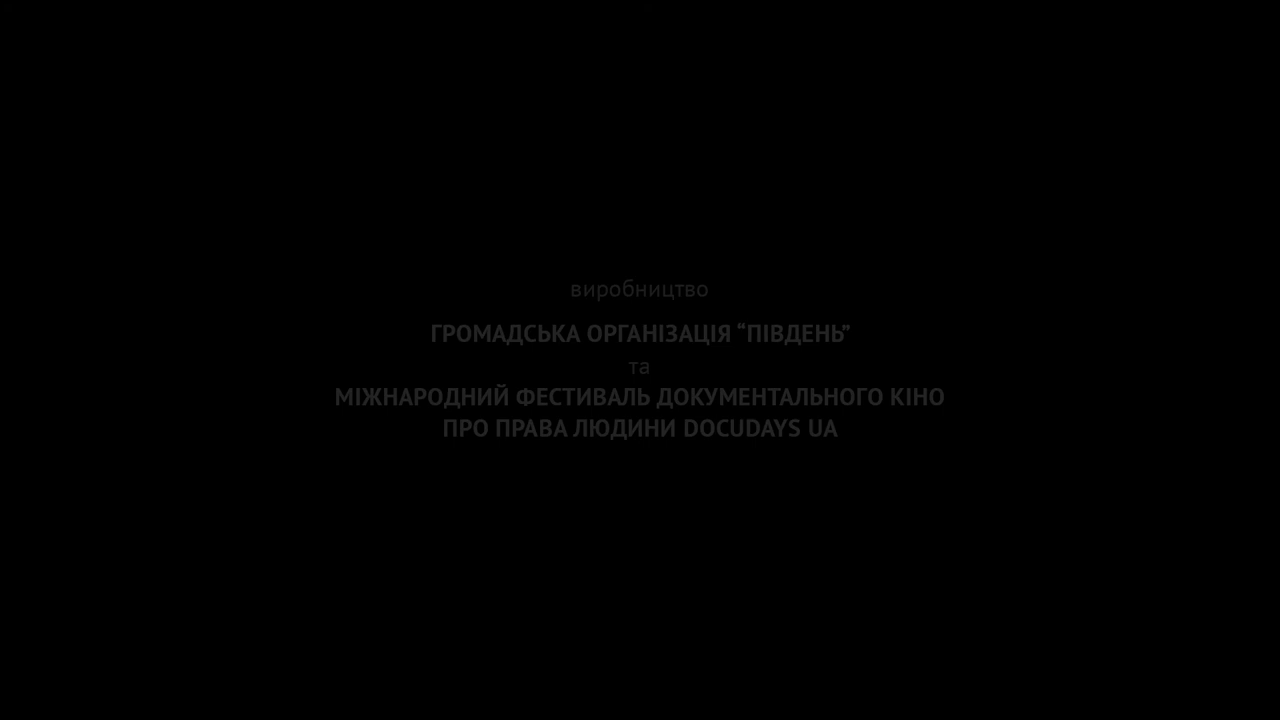 виробництво
ГРОМАДСЬКА ОРГАНІЗАЦІЯ “ПІВДЕНЬ”
та
МІЖНАРОДНИЙ ФЕСТИВАЛЬ ДОКУМЕНТАЛЬНОГО КІНО
ПРО ПРАВА ЛЮДИНИ DOCUDAYS UA